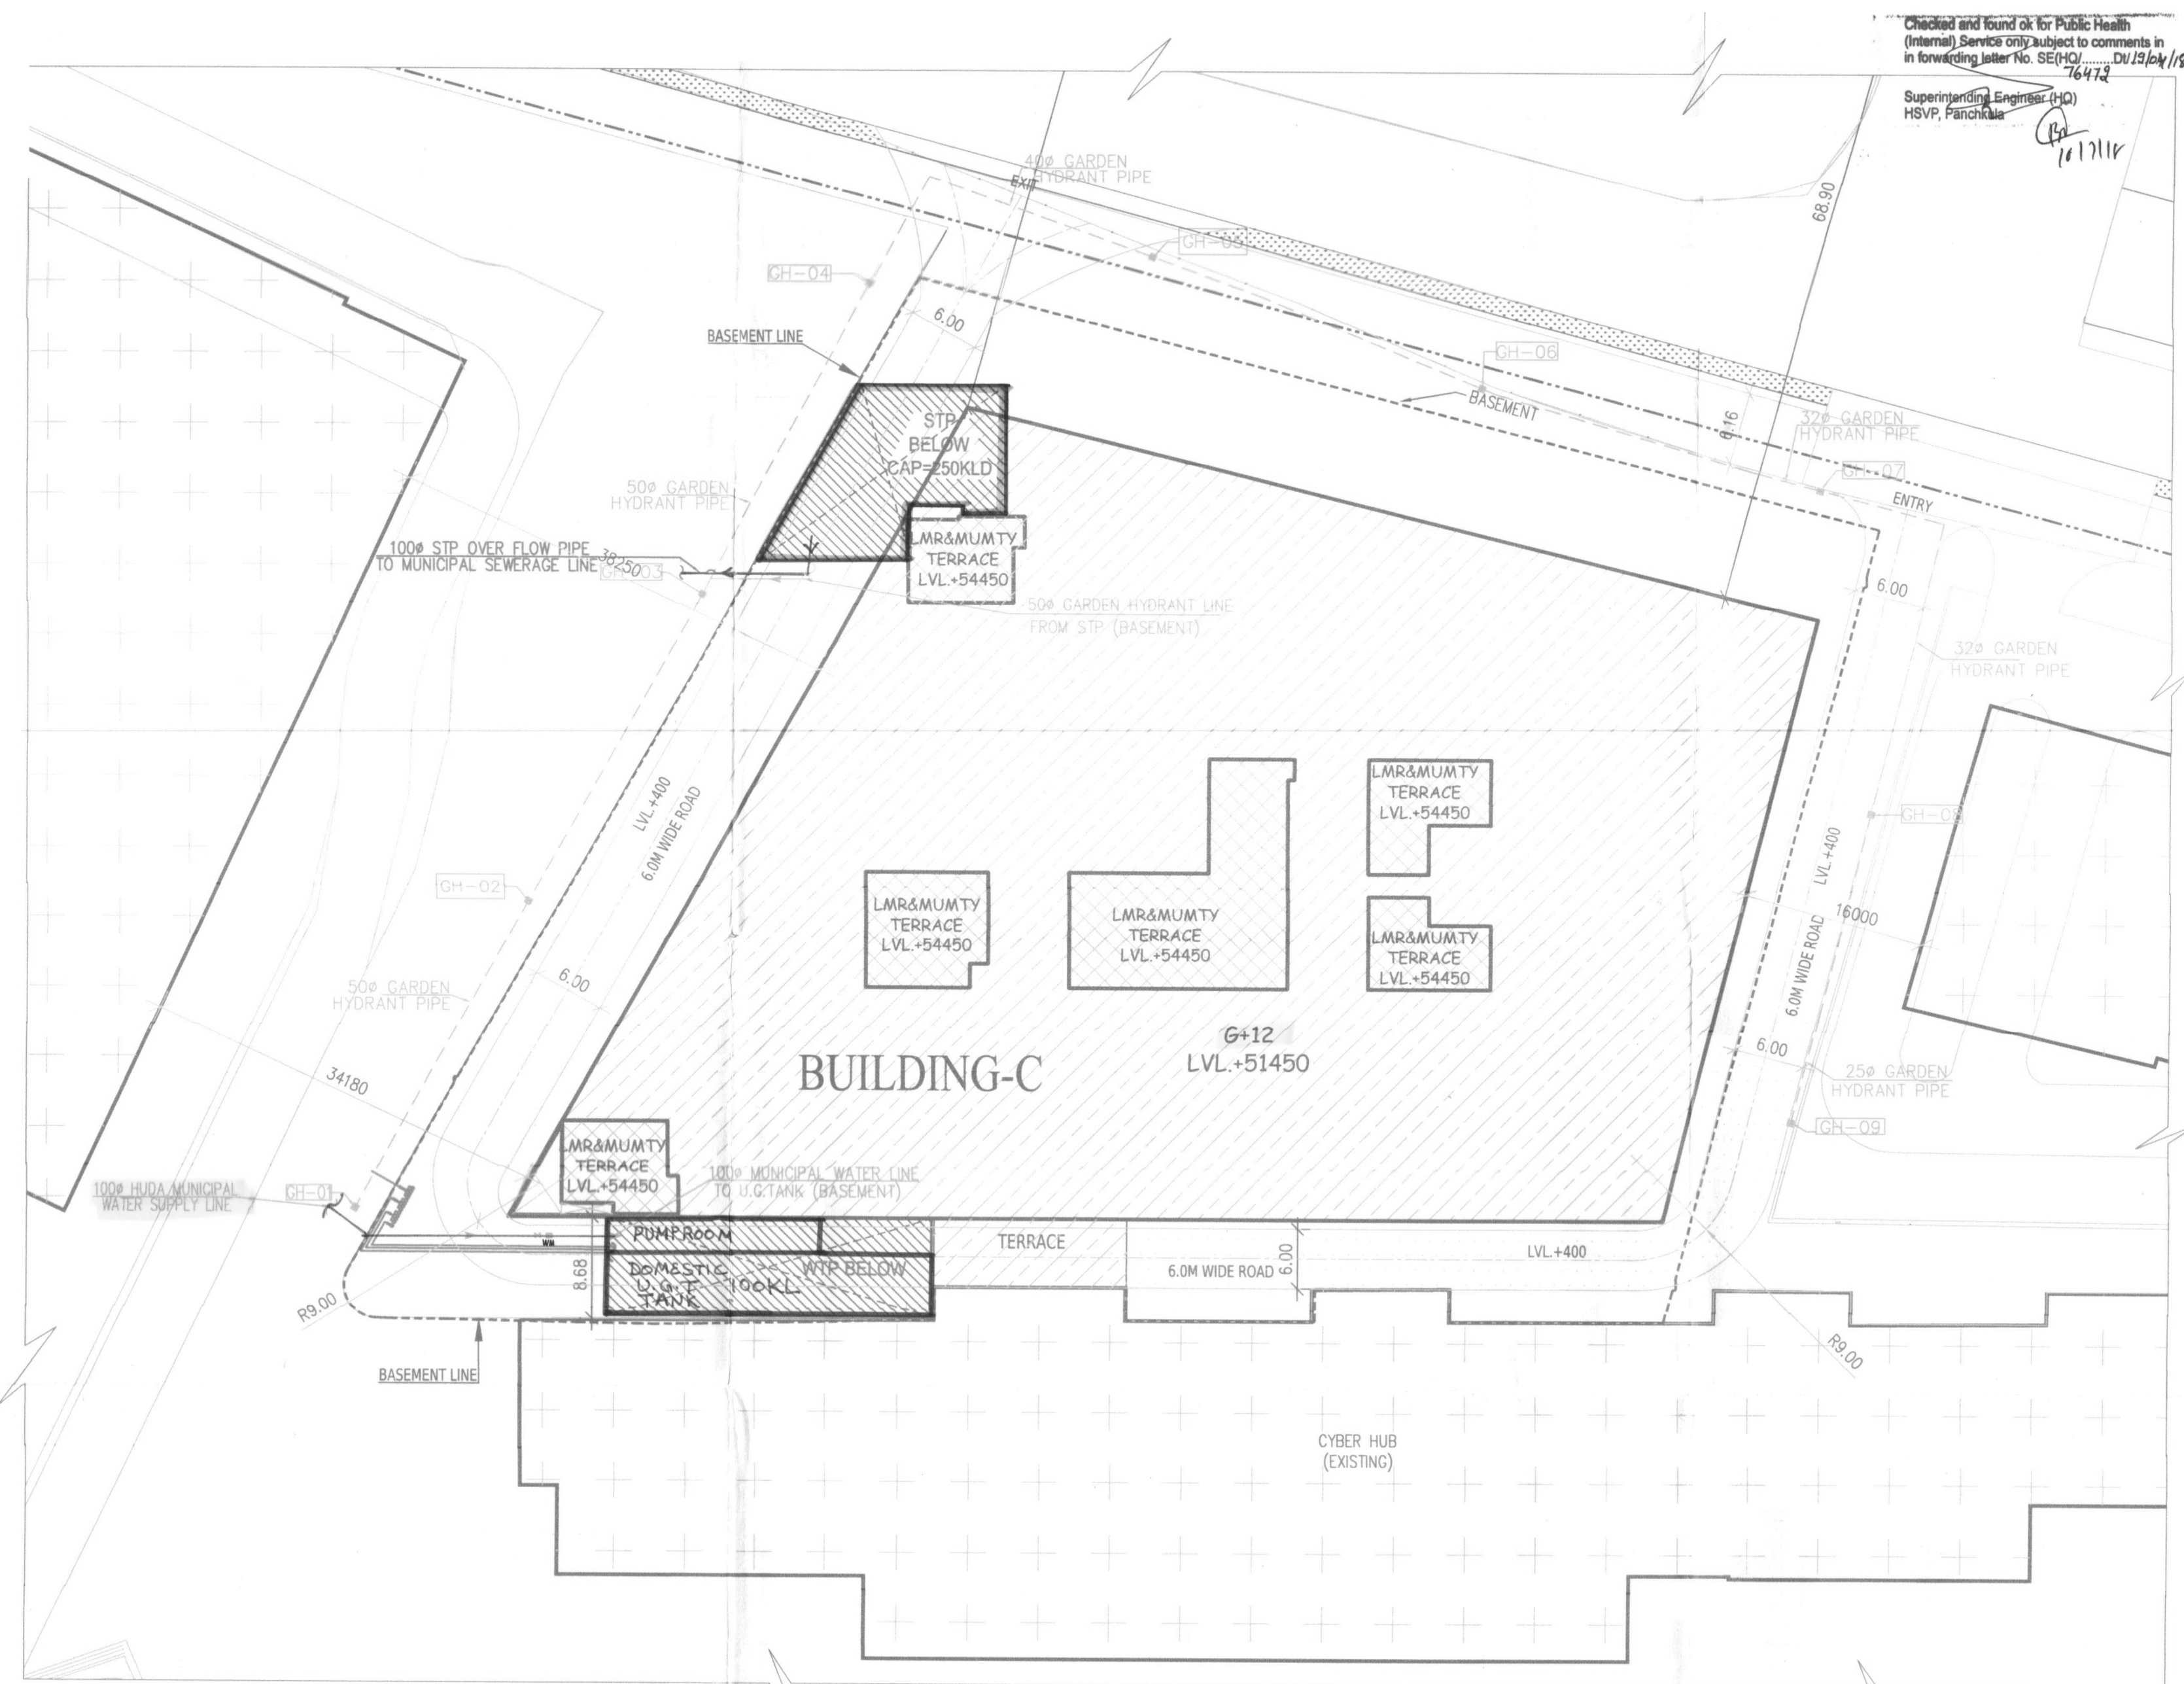 Checked and found ok for Public Health
(Internal) Service only subject to comments in
in forwarding letter No. SE(HQ/.........Dt/19/04/18
76472
Superintending Engineer (HQ)
HSVP, Panchkula
40ø GARDEN
HYDRANT PIPE
EXIT
68.90
GH-05
GH-04
6.00
BASEMENT LINE
GH-06
BASEMENT
6.16
32ø GARDEN
HYDRANT PIPE
GH-07
ENTRY
STP
BELOW
CAP=250KLD
50ø GARDEN
HYDRANT PIPE
100ø STP OVER FLOW PIPE
TO MUNICIPAL SEWERAGE LINE
38250
GH-03
LMR&MUMTY
TERRACE
LVL.+54450
50ø GARDEN HYDRANT LINE
FROM STP (BASEMENT)
6.00
32ø GARDEN
HYDRANT PIPE
LVL.+400
6.0M WIDE ROAD
LMR&MUMTY
TERRACE
LVL.+54450
GH-08
LVL.+400
6.0M WIDE ROAD
16000
GH-02
LMR&MUMTY
TERRACE
LVL.+54450
LMR&MUMTY
TERRACE
LVL.+54450
LMR&MUMTY
TERRACE
LVL.+54450
6.00
50ø GARDEN
HYDRANT PIPE
G+12
LVL.+51450
BUILDING-C
6.00
25ø GARDEN
HYDRANT PIPE
34180
GH-09
LMR&MUMTY
TERRACE
LVL.+54450
100ø MUNICIPAL WATER LINE
TO U.G.TANK (BASEMENT)
100ø HUDA MUNICIPAL
WATER SUPPLY LINE
GH-01
WM
PUMP ROOM
DOMESTIC
U.G.T 100KL
TANK
WTP BELOW
TERRACE
6.0M WIDE ROAD
6.00
LVL.+400
8.68
R9.00
R9.00
BASEMENT LINE
CYBER HUB
(EXISTING)